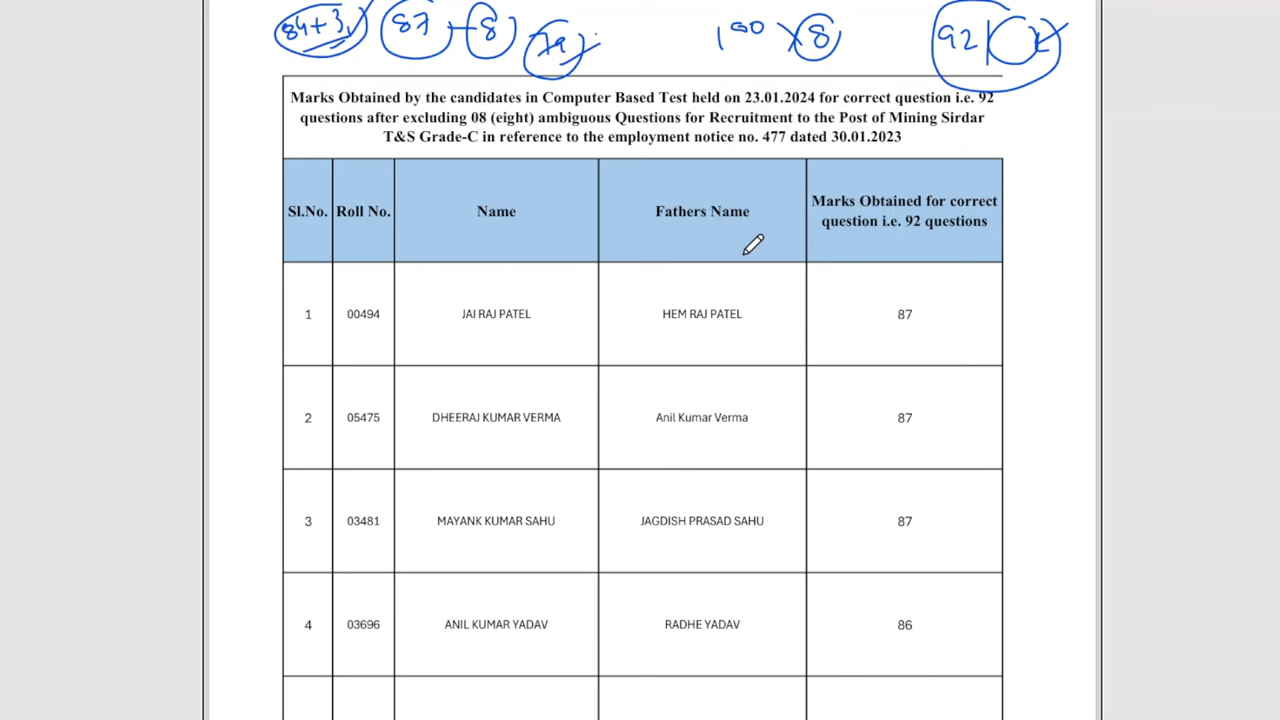 84+3 87 - 8 79 100 × 8 92
Marks Obtained by the candidates in Computer Based Test held on 23.01.2024 for correct question i.e. 92
questions after excluding 08 (eight) ambiguous Questions for Recruitment to the Post of Mining Sirdar
T&S Grade-C in reference to the employment notice no. 477 dated 30.01.2023
Sl.No. Roll No. Name Fathers Name Marks Obtained for correct
question i.e. 92 questions
1 00494 JAI RAJ PATEL HEM RAJ PATEL 87
2 05475 DHEERAJ KUMAR VERMA Anil Kumar Verma 87
3 03481 MAYANK KUMAR SAHU JAGDISH PRASAD SAHU 87
4 03696 ANIL KUMAR YADAV RADHE YADAV 86